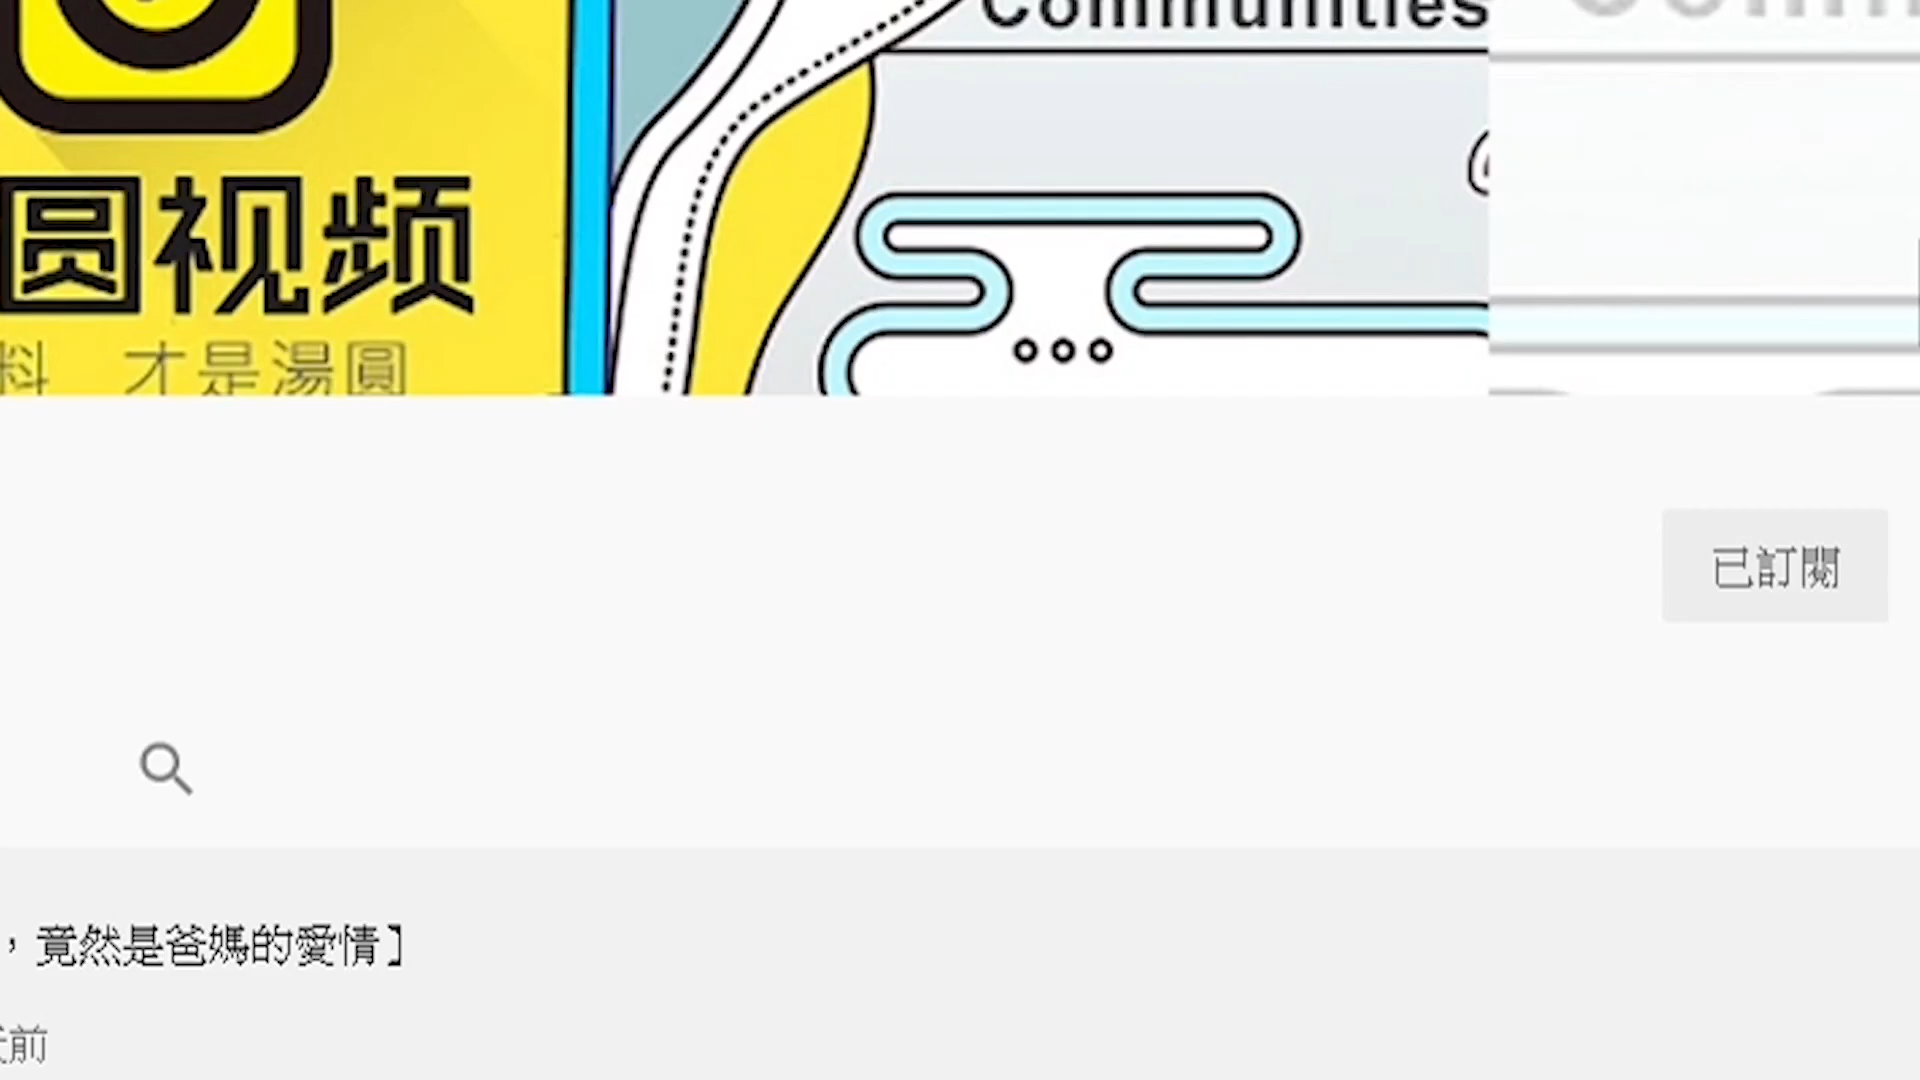 Communities
圆视频
料 才是湯圓
已訂閱
，竟然是爸媽的愛情】
前